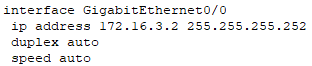 interface GigabitEthernet0/0
ip address 172.16.3.2 255.255.255.252
duplex auto
speed auto